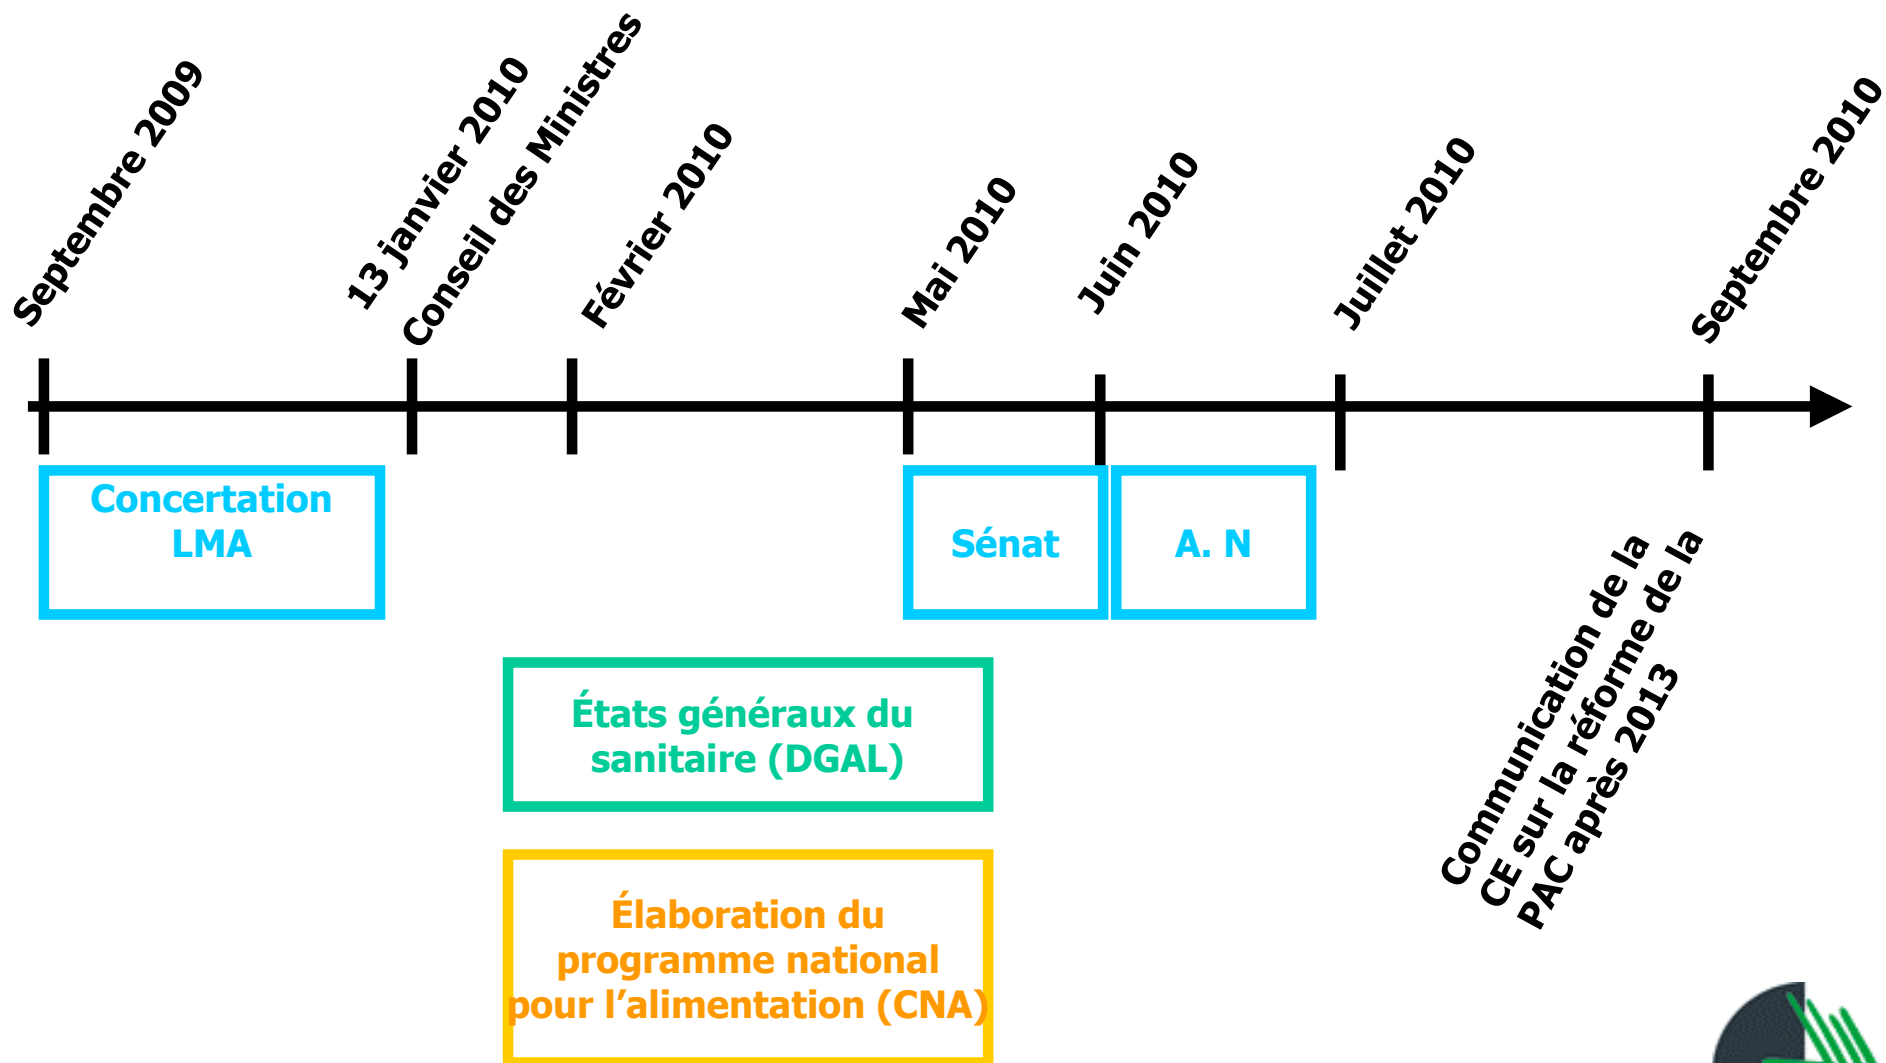 Septembre 2009
13 janvier 2010
Conseil des Ministres
Février 2010
Mai 2010
Juin 2010
Juillet 2010
Septembre 2010
Concertation
LMA
Sénat
A. N
États généraux du
sanitaire (DGAL)
Élaboration du
programme national
pour l’alimentation (CNA)
Communication de la
CE sur la réforme de la
PAC après 2013